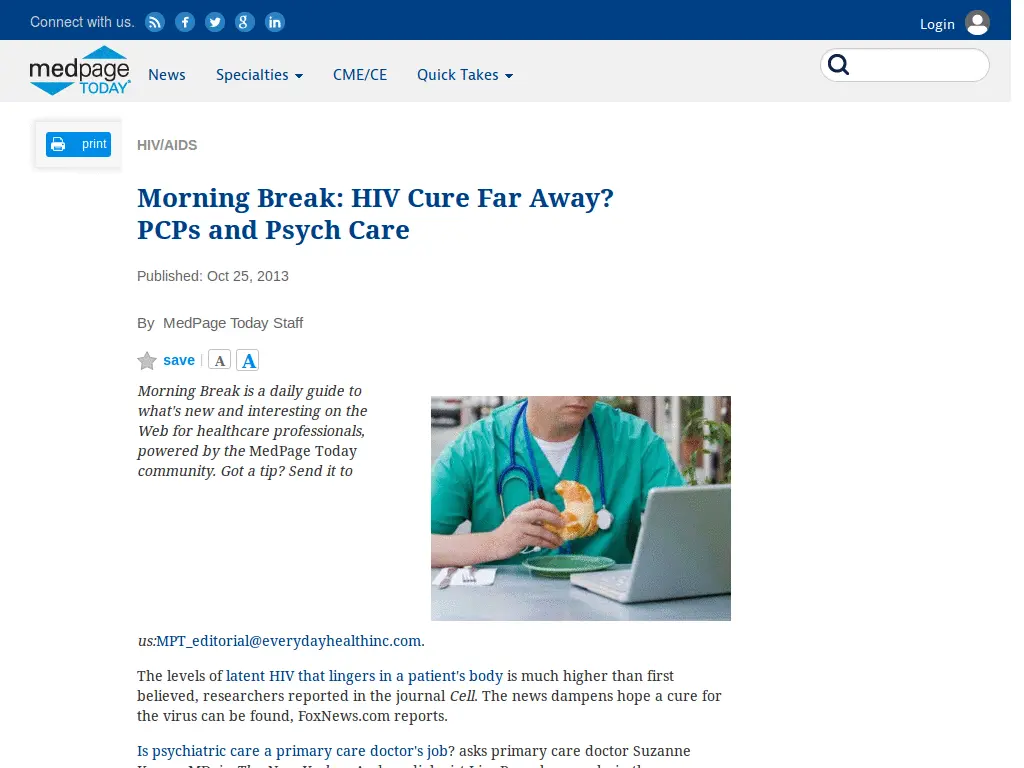 Connect with us.
Login
medpage
TODAY
News Specialties CME/CE Quick Takes
print
HIV/AIDS
Morning Break: HIV Cure Far Away?
PCPs and Psych Care
Published: Oct 25, 2013
By MedPage Today Staff
save A A
Morning Break is a daily guide to
what's new and interesting on the
Web for healthcare professionals,
powered by the MedPage Today
community. Got a tip? Send it to
us:MPT_editorial@everydayhealthinc.com.
The levels of latent HIV that lingers in a patient's body is much higher than first
believed, researchers reported in the journal Cell. The news dampens hope a cure for
the virus can be found, FoxNews.com reports.
Is psychiatric care a primary care doctor's job? asks primary care doctor Suzanne